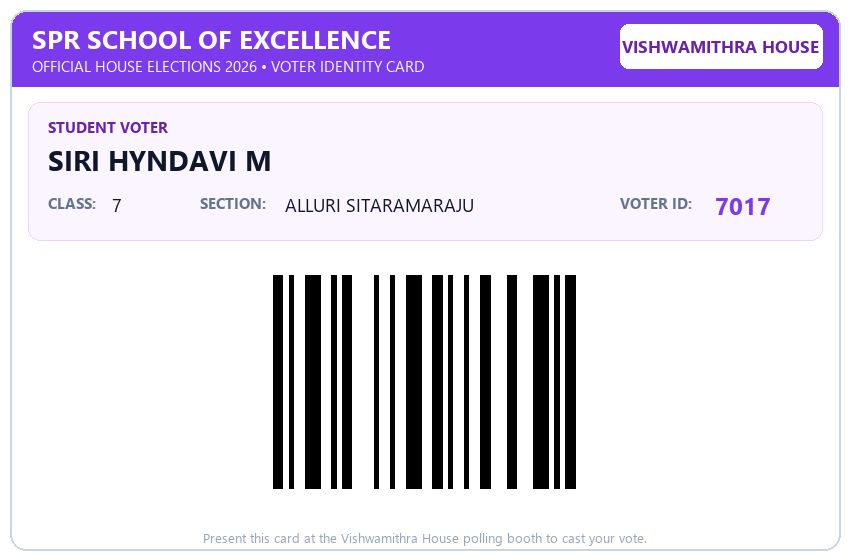 SPR SCHOOL OF EXCELLENCE
OFFICIAL HOUSE ELECTIONS 2026 • VOTER IDENTITY CARD
VISHWAMITHRA HOUSE
STUDENT VOTER
SIRI HYNDAVI M
CLASS: 7 SECTION: ALLURI SITARAMARAJU VOTER ID: 7017
Present this card at the Vishwamithra House polling booth to cast your vote.